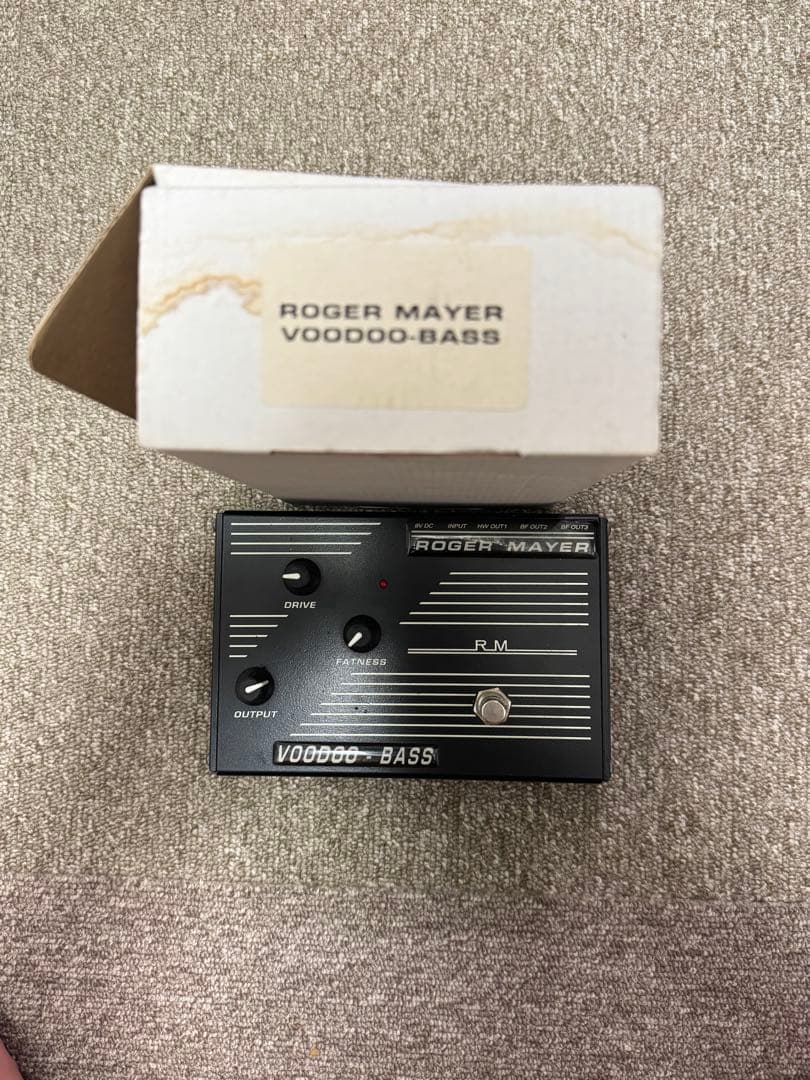 ROGER MAYER
VOODOO-BASS
9V DC INPUT HW OUT1 BF OUT2 BF OUT3
ROGER MAYER
DRIVE
FATNESS
RM
OUTPUT
VOODOO - BASS